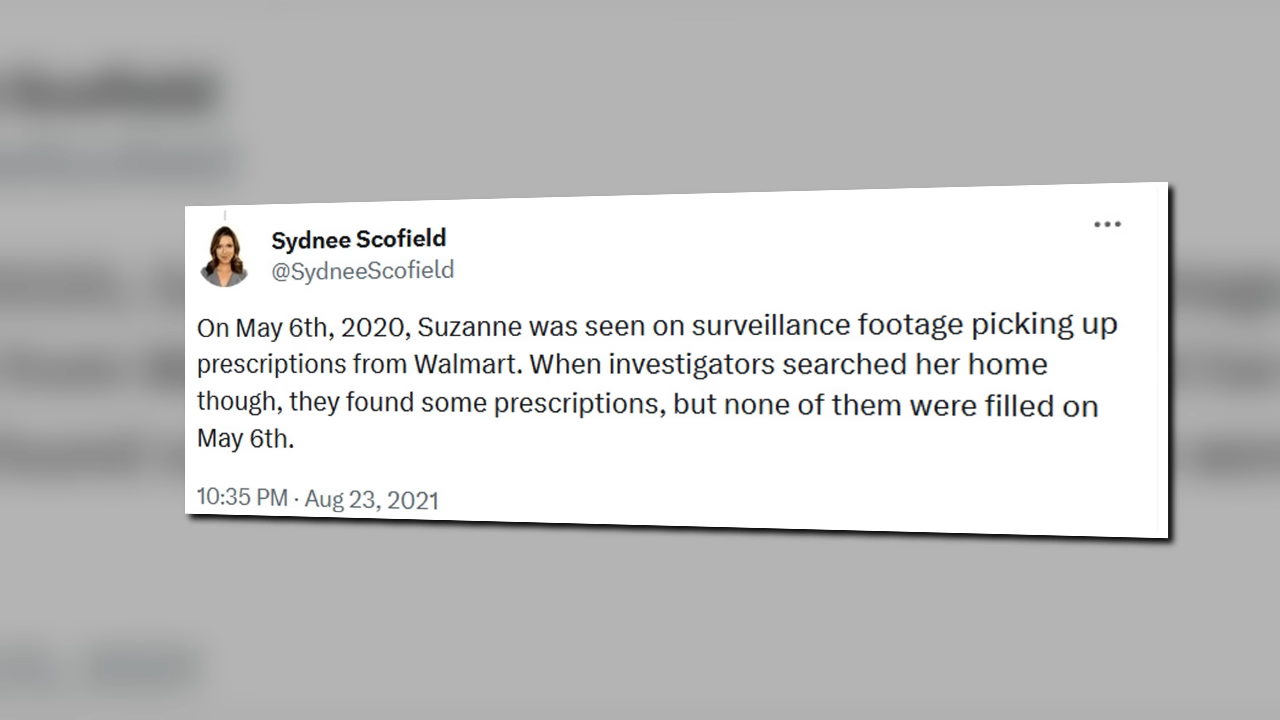 Sydnee Scofield
@SydneeScofield
On May 6th, 2020, Suzanne was seen on surveillance footage picking up
prescriptions from Walmart. When investigators searched her home
though, they found some prescriptions, but none of them were filled on
May 6th.
10:35 PM · Aug 23, 2021